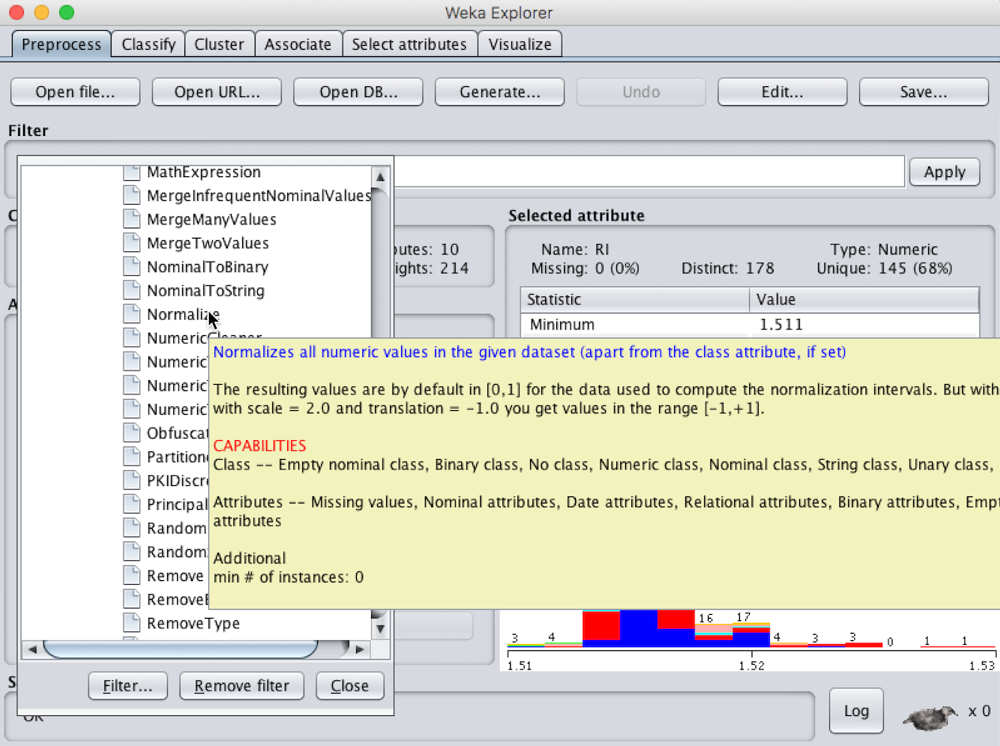 Weka Explorer
Preprocess Classify Cluster Associate Select attributes Visualize
Open file... Open URL... Open DB... Generate... Undo Edit... Save...
Filter
Apply
MathExpression
MergeInfrequentNominalValues
MergeManyValues
MergeTwoValues
NominalToBinary
NominalToString
Normalize
NumericCleaner
Numeric
Numeric
Numeric
Obfuscat
Partition
PKIDiscr
Principal
Random
Random
Remove
Remove
RemoveType
Filter... Remove filter Close
butes: 10
ights: 214
Selected attribute
Name: RI Type: Numeric
Missing: 0 (0%) Distinct: 178 Unique: 145 (68%)
Statistic Value
Minimum 1.511
Normalizes all numeric values in the given dataset (apart from the class attribute, if set)
The resulting values are by default in [0,1] for the data used to compute the normalization intervals. But with
with scale = 2.0 and translation = -1.0 you get values in the range [-1,+1].
CAPABILITIES
Class -- Empty nominal class, Binary class, No class, Numeric class, Nominal class, String class, Unary class,
Attributes -- Missing values, Nominal attributes, Date attributes, Relational attributes, Binary attributes, Empt
attributes
Additional
min # of instances: 0
3 4 16 17 4 3 3 0 1 1
1.51 1.52 1.53
OK
Log x 0